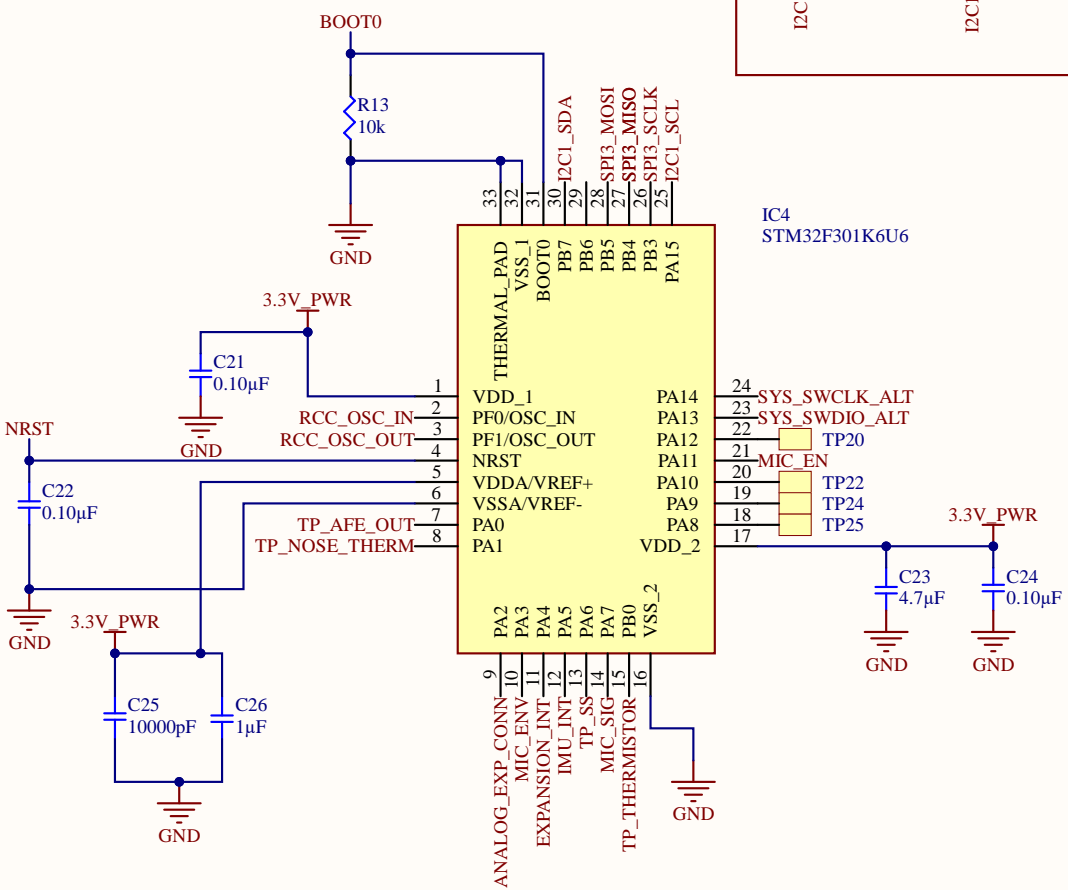 BOOT0
I2C
I2C1
R13
10k
I2C1_SDA
SPI3_MOSI
SPI3_MISO
SPI3_SCLK
I2C1_SCL
33
32
31
30
29
28
27
26
25
GND
IC4
STM32F301K6U6
THERMAL_PAD
VSS_1
BOOT0
PB7
PB6
PB5
PB4
PB3
PA15
3.3V_PWR
C21
0.10µF
GND
1 VDD_1
RCC_OSC_IN 2 PF0/OSC_IN
RCC_OSC_OUT 3 PF1/OSC_OUT
NRST
4 NRST
5 VDDA/VREF+
6 VSSA/VREF-
TP_AFE_OUT 7 PA0
TP_NOSE_THERM 8 PA1
PA14 24 SYS_SWCLK_ALT
PA13 23 SYS_SWDIO_ALT
PA12 22 TP20
PA11 21 MIC_EN
PA10 20 TP22
PA9 19 TP24
PA8 18 TP25
VDD_2 17
3.3V_PWR
C22
0.10µF
GND
C23
4.7µF
GND
C24
0.10µF
GND
3.3V_PWR
C25
10000pF
C26
1µF
GND
PA2
PA3
PA4
PA5
PA6
PA7
PB0
VSS_2
9
10
11
12
13
14
15
16
ANALOG_EXP_CONN
MIC_ENV
EXPANSION_INT
IMU_INT
TP_SS
MIC_SIG
TP_THERMISTOR
GND